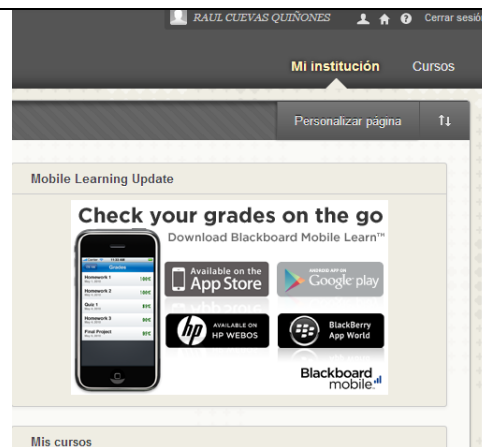 RAUL CUEVAS QUIÑONES Cerrar sesió
Mi institución Cursos
Personalizar página
Mobile Learning Update
Check your grades on the go
Download Blackboard Mobile Learn™
Grades
Homework 1
Homework 2
Quiz 1
Homework 3
Final Project
Available on the
App Store
ANDROID APP ON
Google play
hp
AVAILABLE ON
HP WEBOS
BlackBerry
App World
Blackboard
mobile
Mis cursos